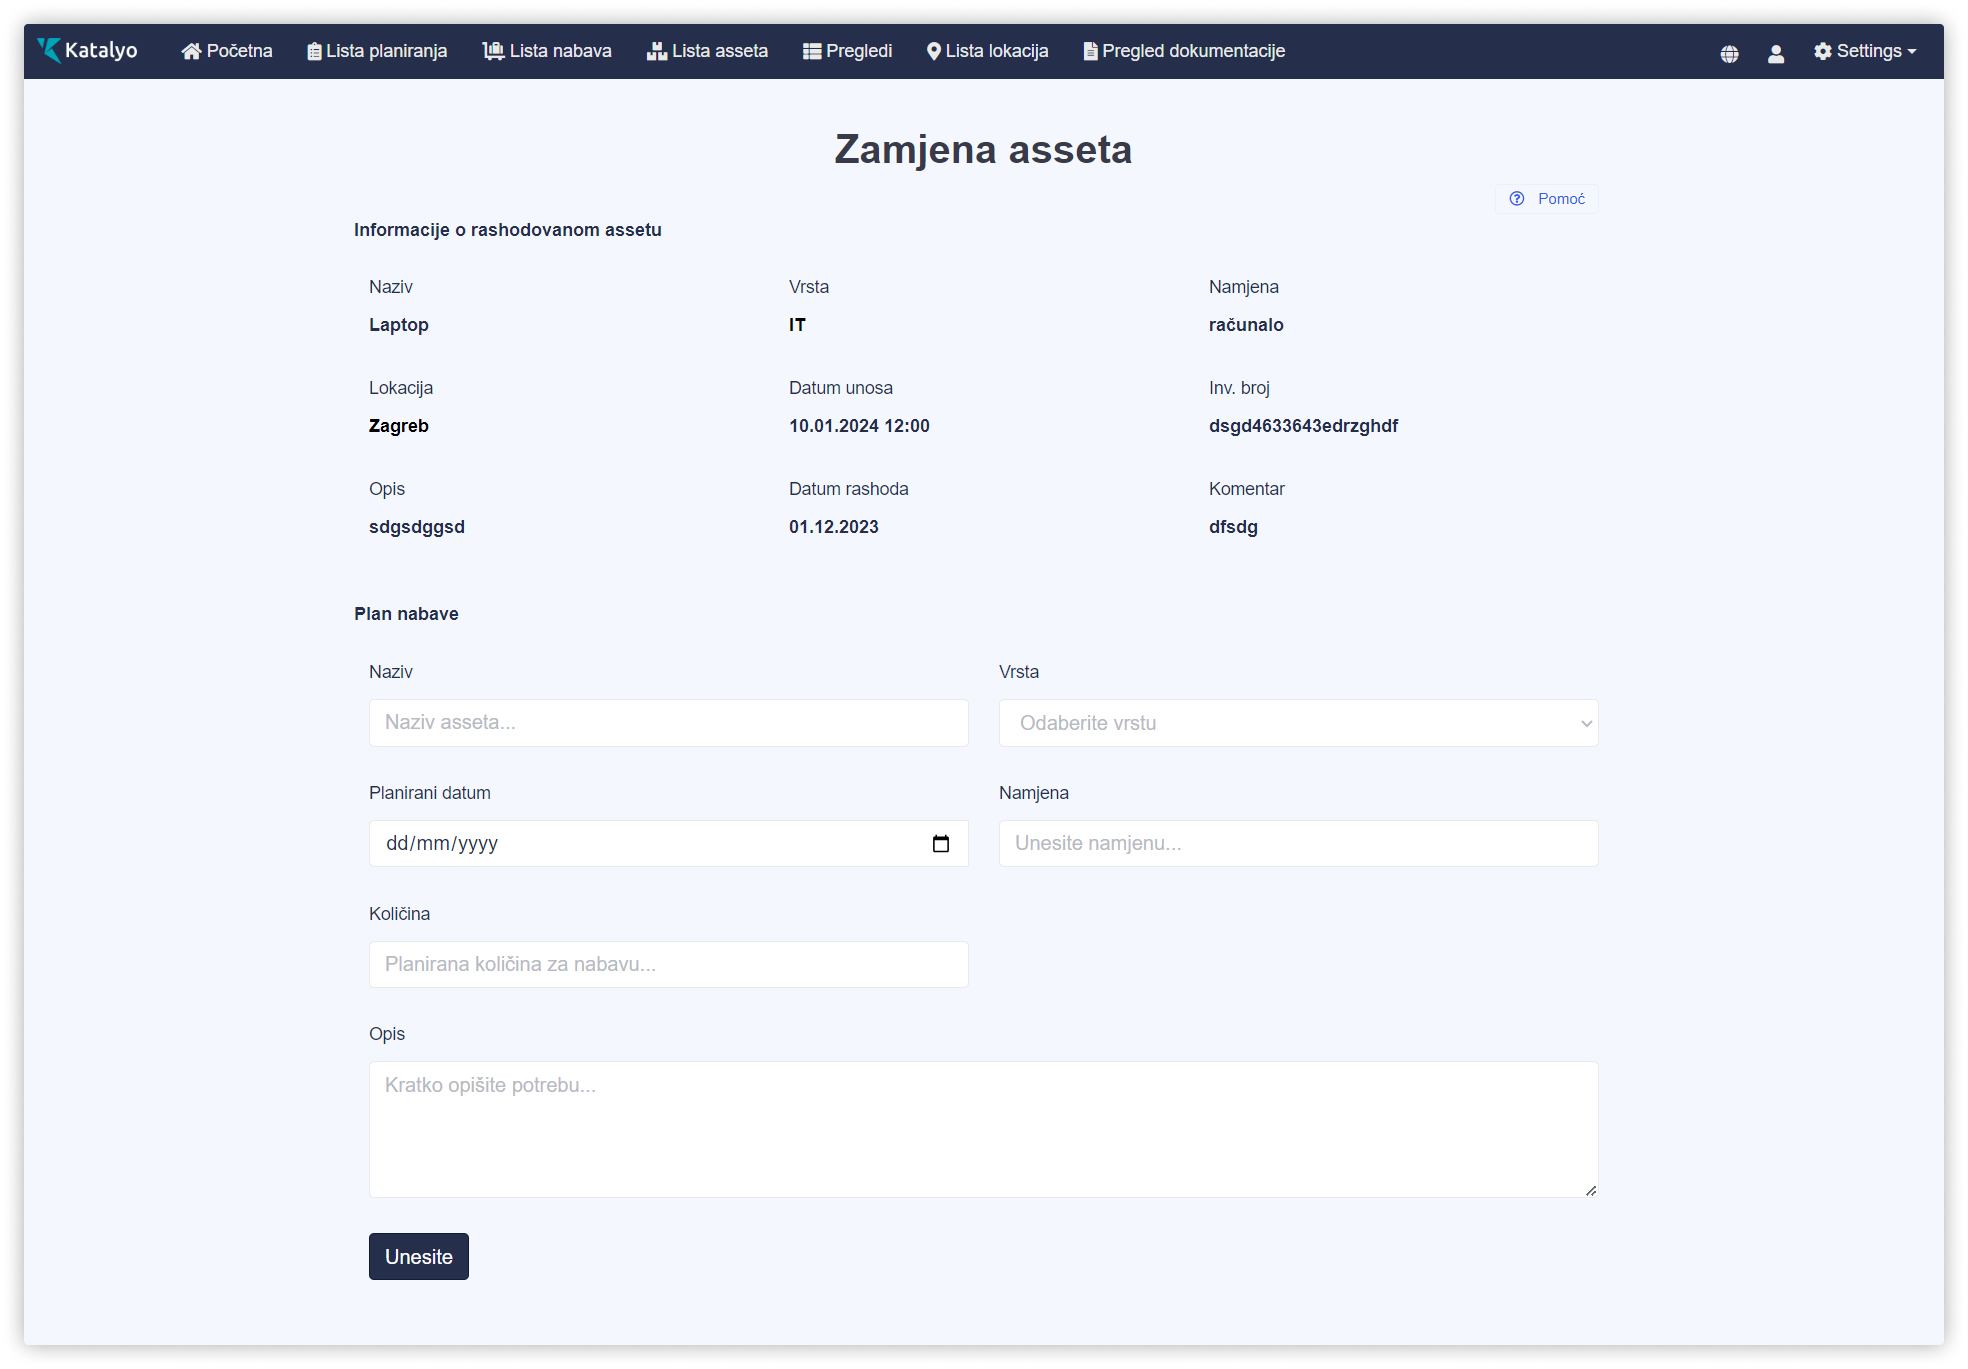 Katalyo Početna Lista planiranja Lista nabava Lista asseta Pregledi Lista lokacija Pregled dokumentacije Settings
Zamjena asseta
Pomoć
Informacije o rashodovanom assetu
Naziv Vrsta Namjena
Laptop IT računalo
Lokacija Datum unosa Inv. broj
Zagreb 10.01.2024 12:00 dsgd4633643edrzghdf
Opis Datum rashoda Komentar
sdgsdggsd 01.12.2023 dfsdg
Plan nabave
Naziv Vrsta
Naziv asseta... Odaberite vrstu
Planirani datum Namjena
dd/mm/yyyy Unesite namjenu...
Količina
Planirana količina za nabavu...
Opis
Kratko opišite potrebu...
Unesite